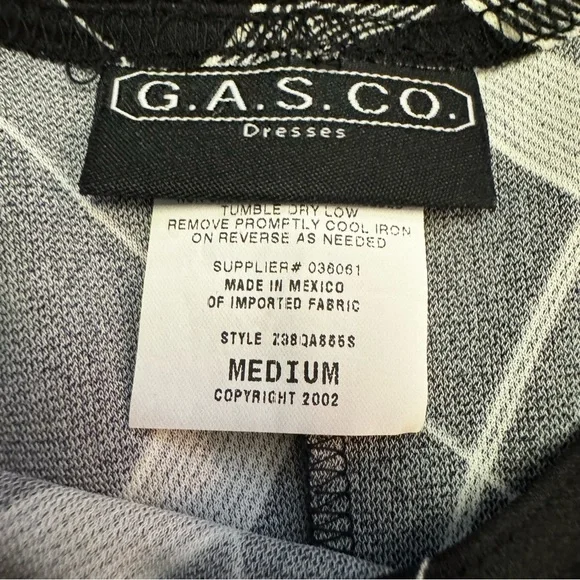 G.A.S.CO.
Dresses
TUMBLE DRY LOW
REMOVE PROMPTLY COOL IRON
ON REVERSE AS NEEDED
SUPPLIER# 036061
MADE IN MEXICO
OF IMPORTED FABRIC
STYLE
MEDIUM
COPYRIGHT 2002